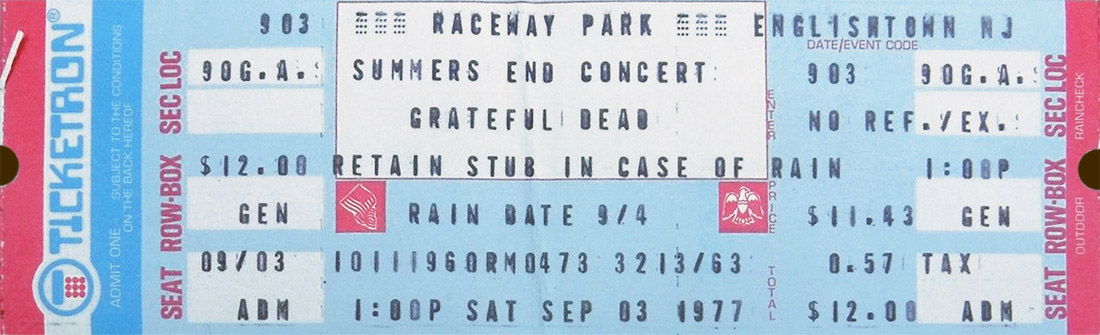 903 RACEWAY PARK ENGLISHTOWN NJ
DATE/EVENT CODE
90G.A. SUMMERS END CONCERT 903 90G.A.
GRATEFUL DEAD NO REF./EX.
$12.00 RETAIN STUB IN CASE OF RAIN 1:00P
GEN RAIN DATE 9/4 $11.43 GEN
09/03 10111960RM0473 3213/63 0.57 TAX
ADM 1:00P SAT SEP 03 1977 $12.00 ADM
TICKETRON
ADMIT ONE SUBJECT TO THE CONDITIONS
ON THE BACK HEREOF
SEAT ROW-BOX SEC LOC
ENTER
PRICE
TOTAL
SEAT ROW-BOX SEC LOC
OUTDOOR RAINCHECK